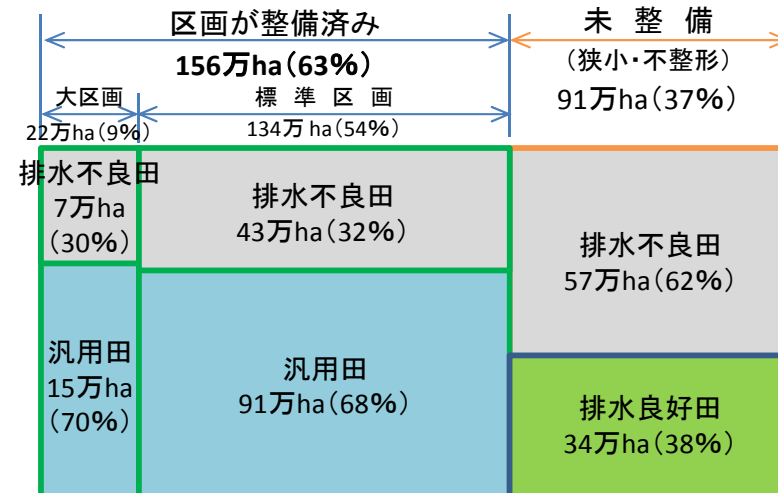 区画が整備済み
156万ha(63%)
未 整 備
(狭小・不整形)
91万ha(37%)
大区画
22万ha(9%)
標 準 区 画
134万 ha(54%)
排水不良田
7万ha
(30%)
排水不良田
43万ha(32%)
排水不良田
57万ha(62%)
汎用田
15万ha
(70%)
汎用田
91万ha(68%)
排水良好田
34万ha(38%)